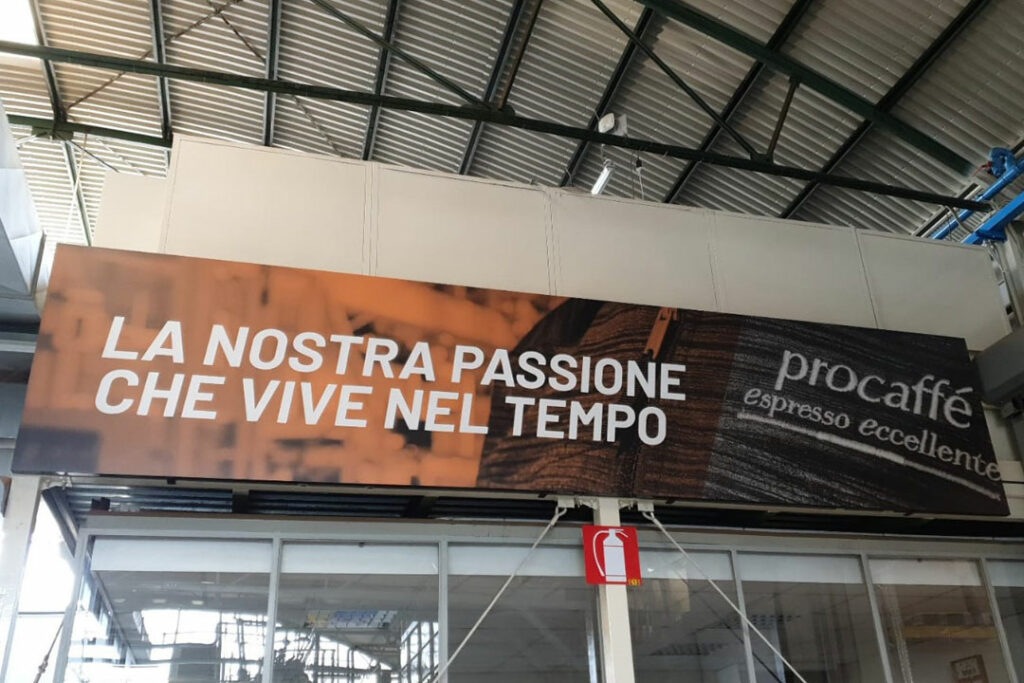 LA NOSTRA PASSIONE
CHE VIVE NEL TEMPO
procaffé
espresso eccellente